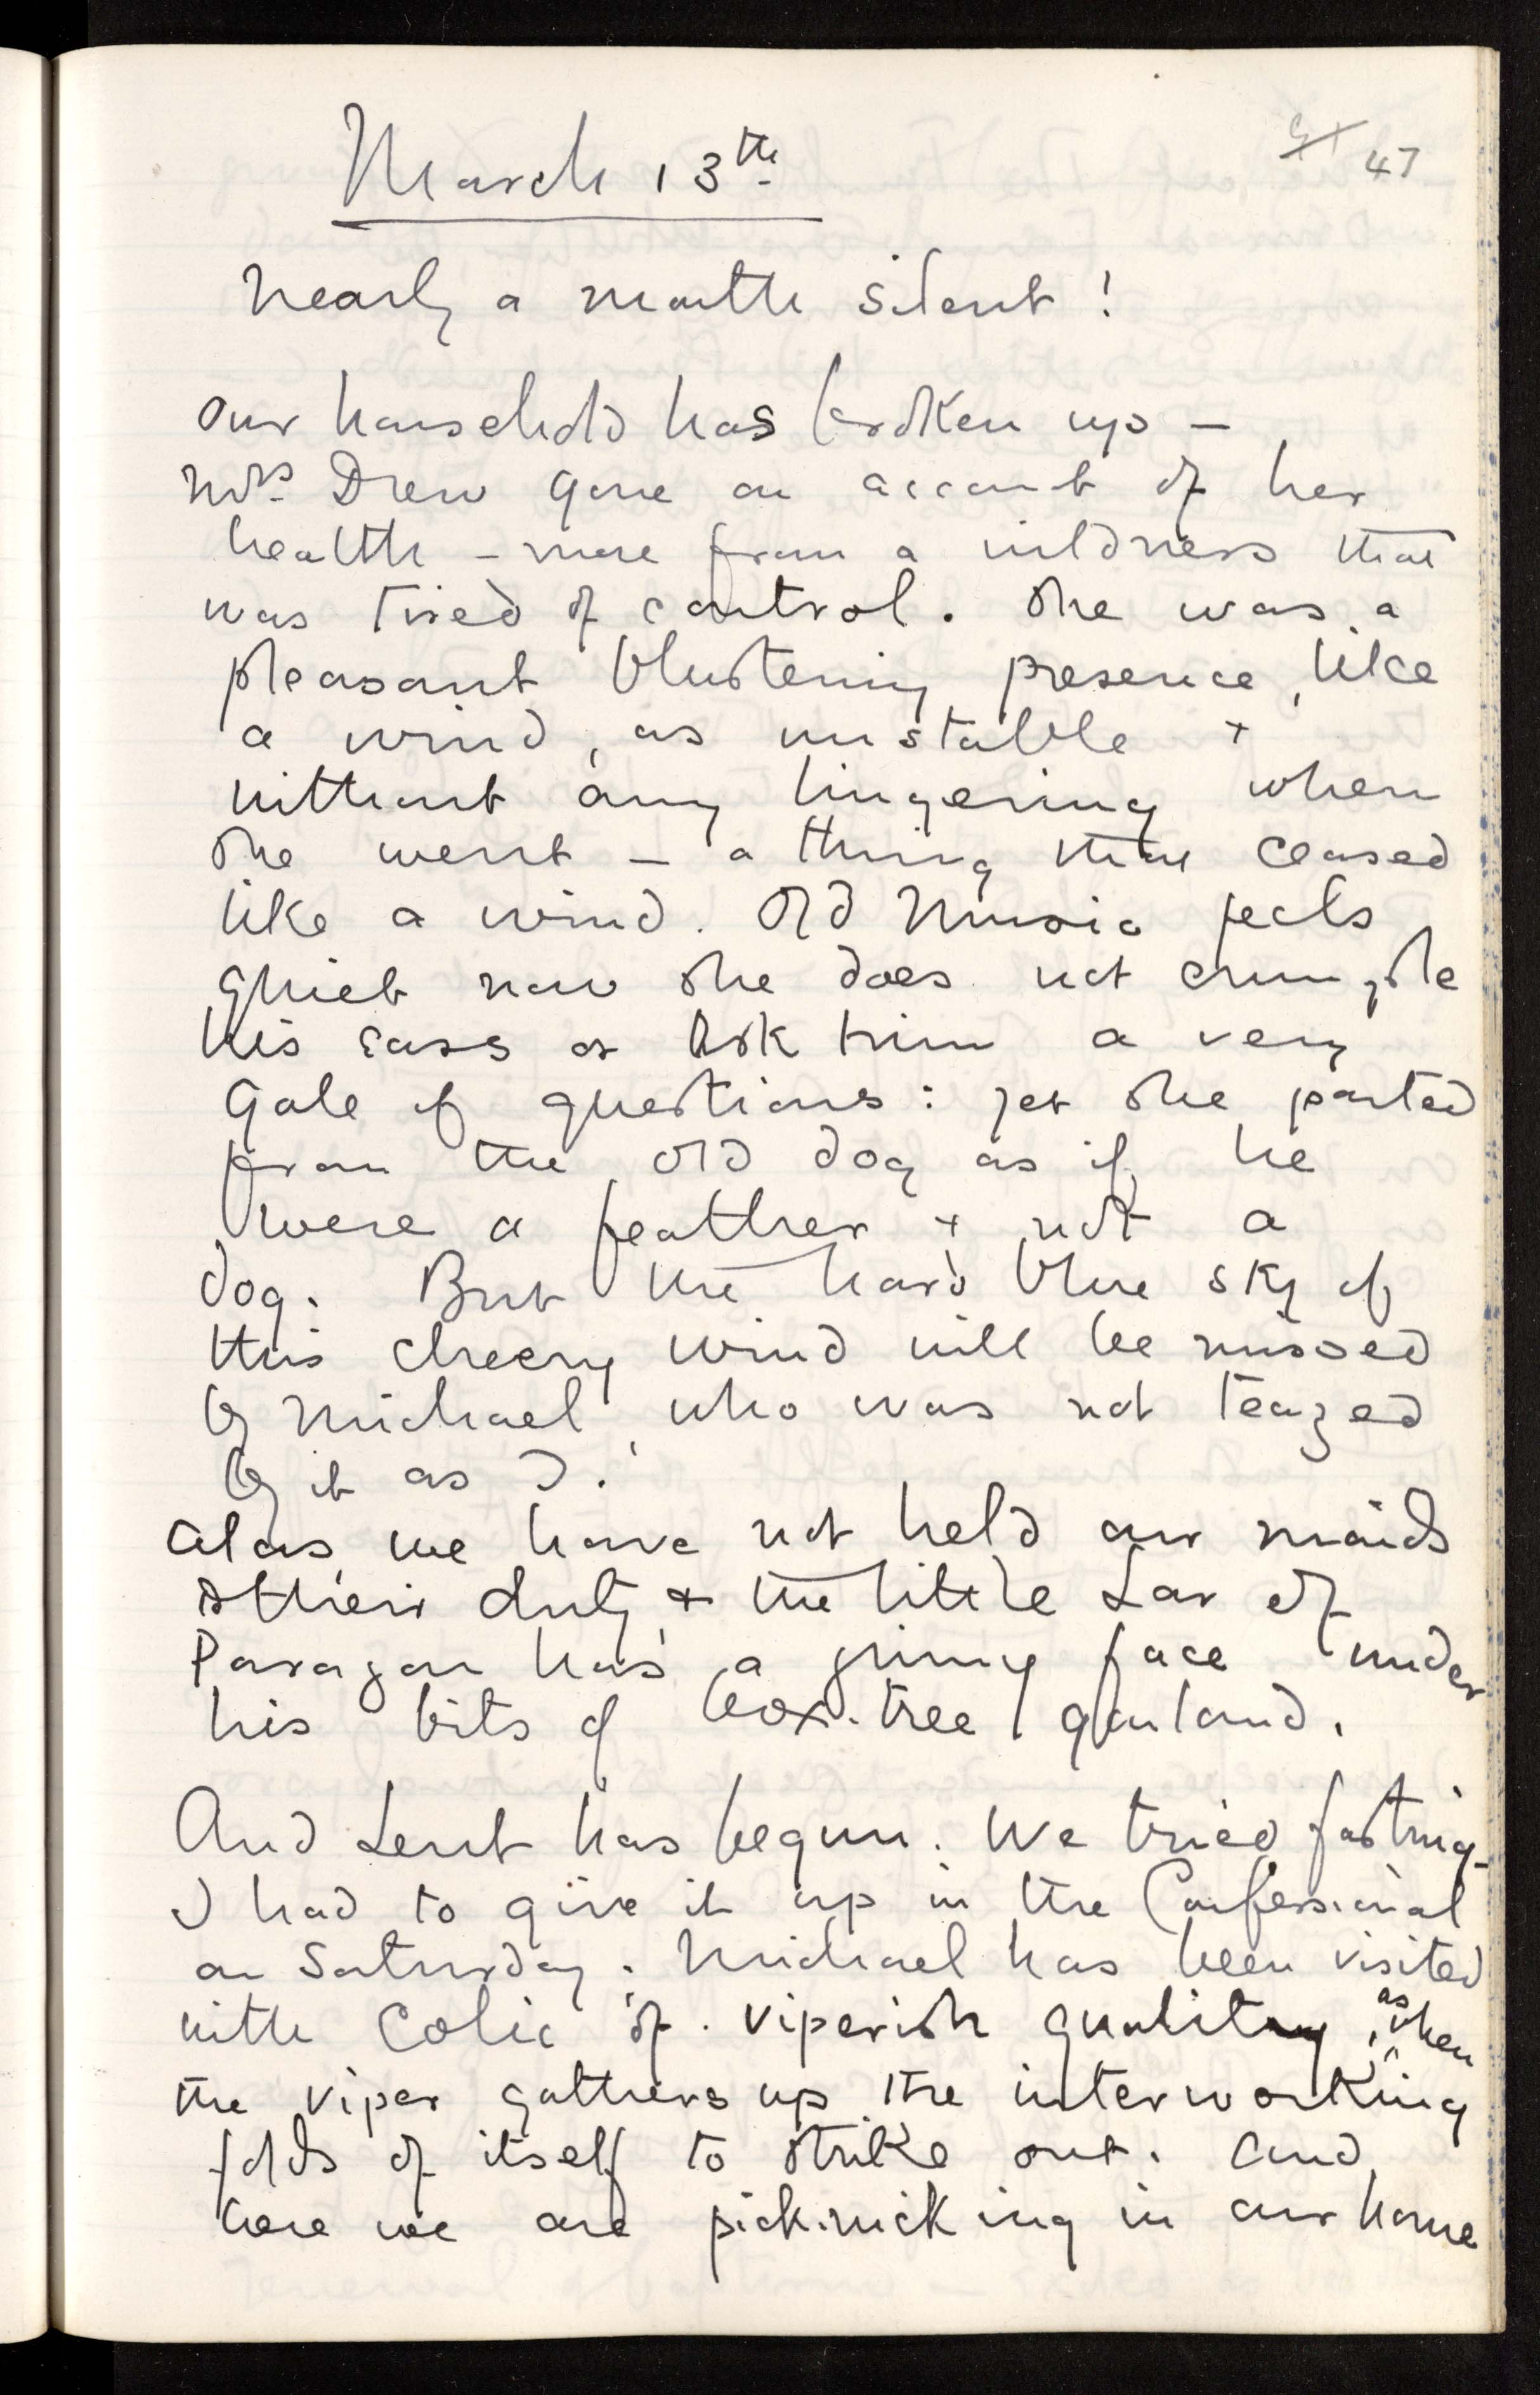 47
March 13th
Nearly a month silent!
Our household has broken up —
Mrs Drew gone on account of her
health — more from a wildness that
was tired of control. She was a
pleasant blustering presence, like
a wind, as unstable +
without any lingering when
she went — a thing that ceased
like a wind. Old Music feels
quiet now she does not crumple
his ears or ask him a very
gale of questions: yet she parted
from the old dog as if he
were a feather + not a
dog. But the hard blue sky of
this cheery wind will be missed
by Michael, who was not teazed
by it as I.
Alas, we have not held our maids
to their duty + the little Lar of
Paragon has a grimy face under
his bits of box-tree garland.
And Lent has begun. We tried fasting —
I had to give it up in the Confessional
on Saturday. Michael has been visited
with Colic of viperish quality, as when
the viper gathers up the interworking
folds of itself to strike out. And
here we are pick-nicking in our home